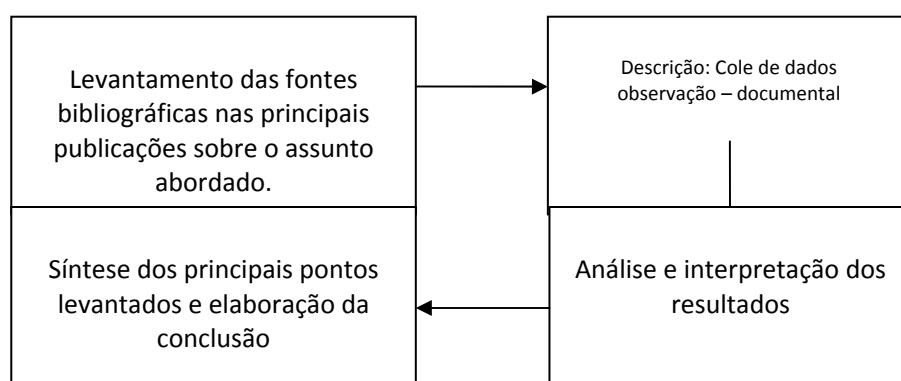 Levantamento das fontes
bibliográficas nas principais
publicações sobre o assunto
abordado.
Descrição: Cole de dados
observação – documental
Análise e interpretação dos
resultados
Síntese dos principais pontos
levantados e elaboração da
conclusão